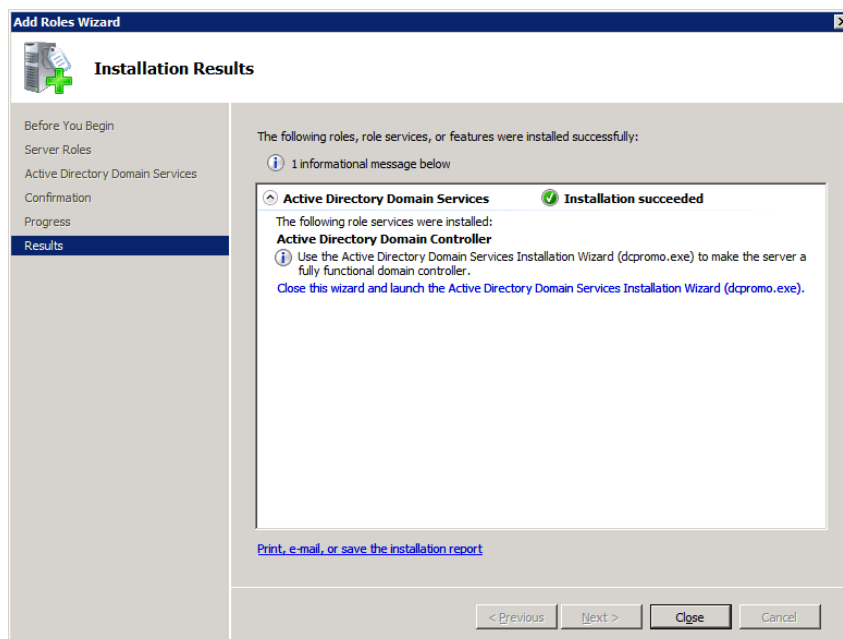 Add Roles Wizard
Installation Results
Before You Begin
Server Roles
Active Directory Domain Services
Confirmation
Progress
Results
The following roles, role services, or features were installed successfully:
1 informational message below
Active Directory Domain Services Installation succeeded
The following role services were installed:
Active Directory Domain Controller
Use the Active Directory Domain Services Installation Wizard (dcpromo.exe) to make the server a
fully functional domain controller.
Close this wizard and launch the Active Directory Domain Services Installation Wizard (dcpromo.exe).
Print, e-mail, or save the installation report
< Previous Next > Close Cancel